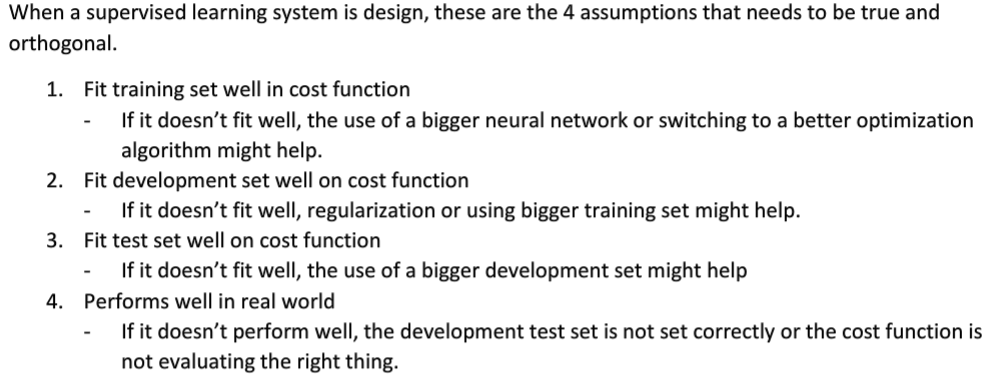 When a supervised learning system is design, these are the 4 assumptions that needs to be true and
orthogonal.
1. Fit training set well in cost function
- If it doesn’t fit well, the use of a bigger neural network or switching to a better optimization
algorithm might help.
2. Fit development set well on cost function
- If it doesn’t fit well, regularization or using bigger training set might help.
3. Fit test set well on cost function
- If it doesn’t fit well, the use of a bigger development set might help
4. Performs well in real world
- If it doesn’t perform well, the development test set is not set correctly or the cost function is
not evaluating the right thing.